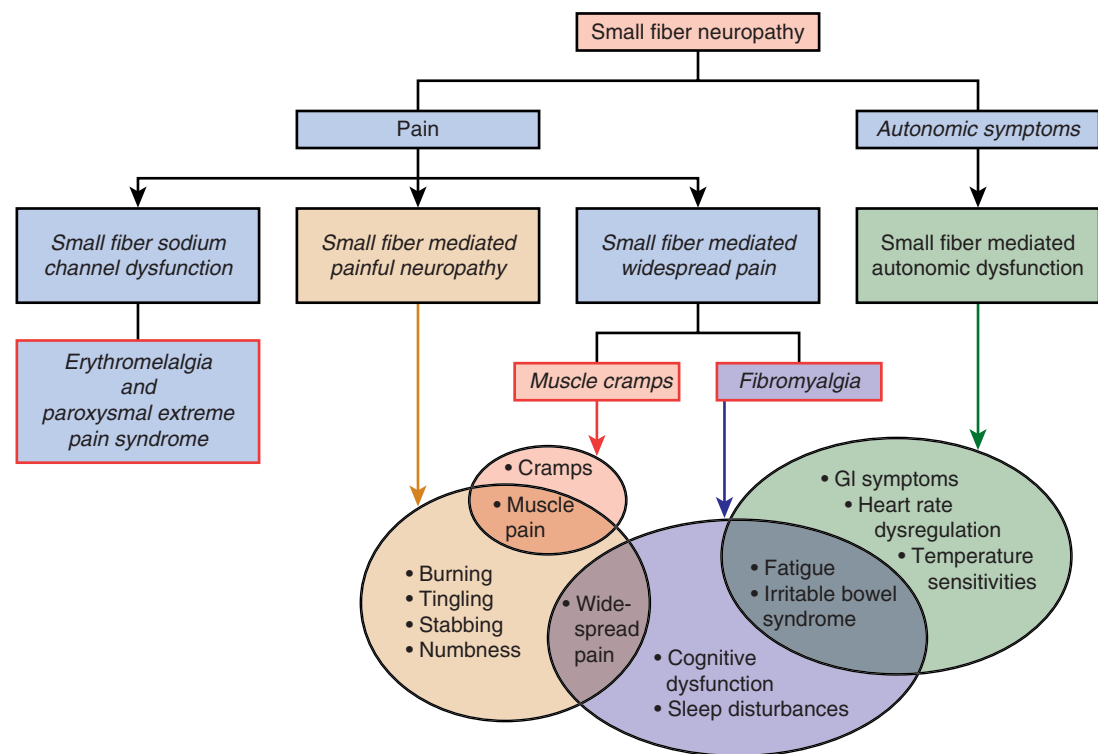 Small fiber neuropathy
Pain
Autonomic symptoms
Small fiber sodium
channel dysfunction
Small fiber mediated
painful neuropathy
Small fiber mediated
widespread pain
Small fiber mediated
autonomic dysfunction
Erythromelalgia
and
paroxysmal extreme
pain syndrome
Muscle cramps
Fibromyalgia
• Cramps
• Muscle
pain
• Burning
• Tingling
• Stabbing
• Numbness
• Wide-
spread
pain
• Cognitive
dysfunction
• Sleep disturbances
• Fatigue
• Irritable bowel
syndrome
• GI symptoms
• Heart rate
dysregulation
• Temperature
sensitivities